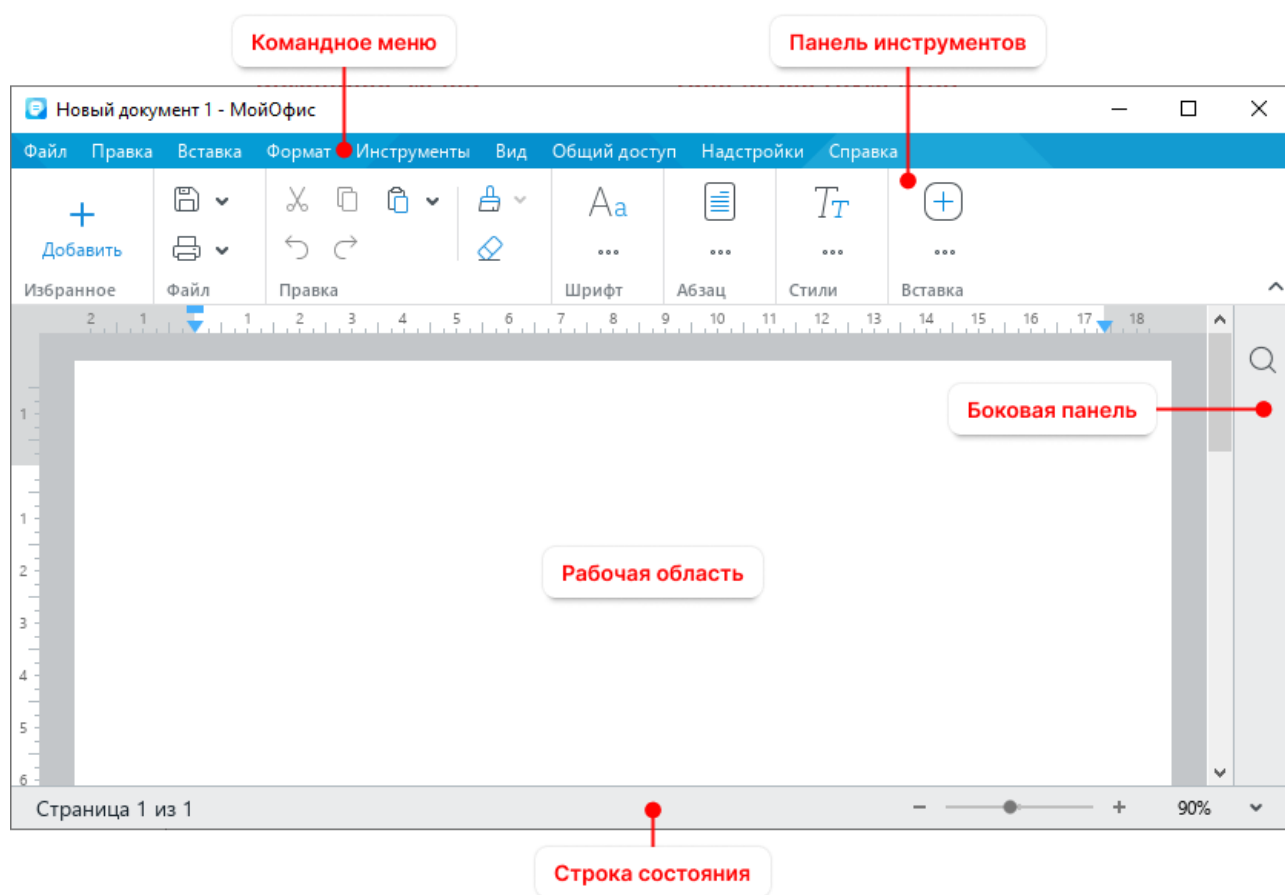 Командное меню
Панель инструментов
Новый документ 1 - МойОфис
Файл Правка Вставка Формат Инструменты Вид Общий доступ Надстройки Справка
Aa
Tт
Добавить
Избранное Файл Правка Шрифт Абзац Стили Вставка
2 1 1 2 3 4 5 6 7 8 9 10 11 12 13 14 15 16 17 18
1
Боковая панель
1
2
Рабочая область
3
4
5
6
Страница 1 из 1
90%
Строка состояния